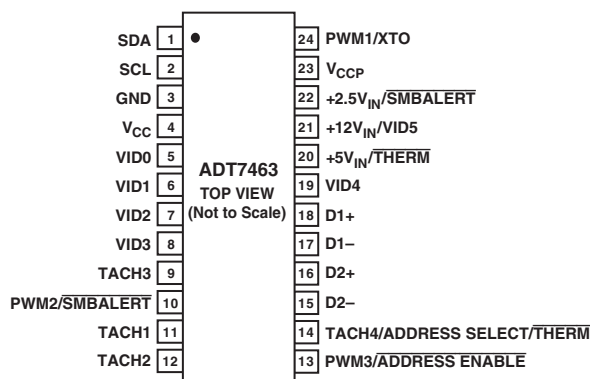 SDA 1 24 PWM1/XTO
SCL 2 23 VCCP
GND 3 22 +2.5VIN/SMBALERT
VCC 4 21 +12VIN/VID5
VID0 5 20 +5VIN/THERM
VID1 6 19 VID4
VID2 7 18 D1+
VID3 8 17 D1–
TACH3 9 16 D2+
PWM2/SMBALERT 10 15 D2–
TACH1 11 14 TACH4/ADDRESS SELECT/THERM
TACH2 12 13 PWM3/ADDRESS ENABLE
ADT7463
TOP VIEW
(Not to Scale)